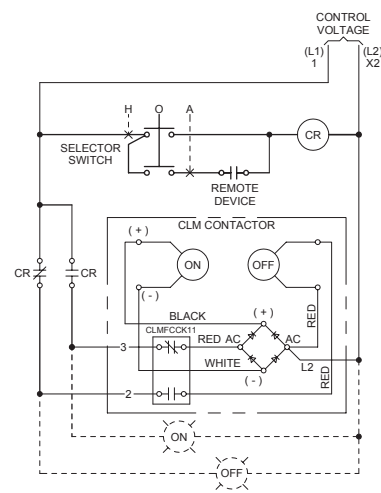 CONTROL
VOLTAGE
(L1) (L2)
1 X2
H O A
CR
SELECTOR
SWITCH
REMOTE
DEVICE
CLM CONTACTOR
(+)
ON OFF
CR CR
(-)
BLACK (+)
RED
CLMFCCK11
3 RED AC AC
WHITE L2
(-)
RED
2
ON
OFF